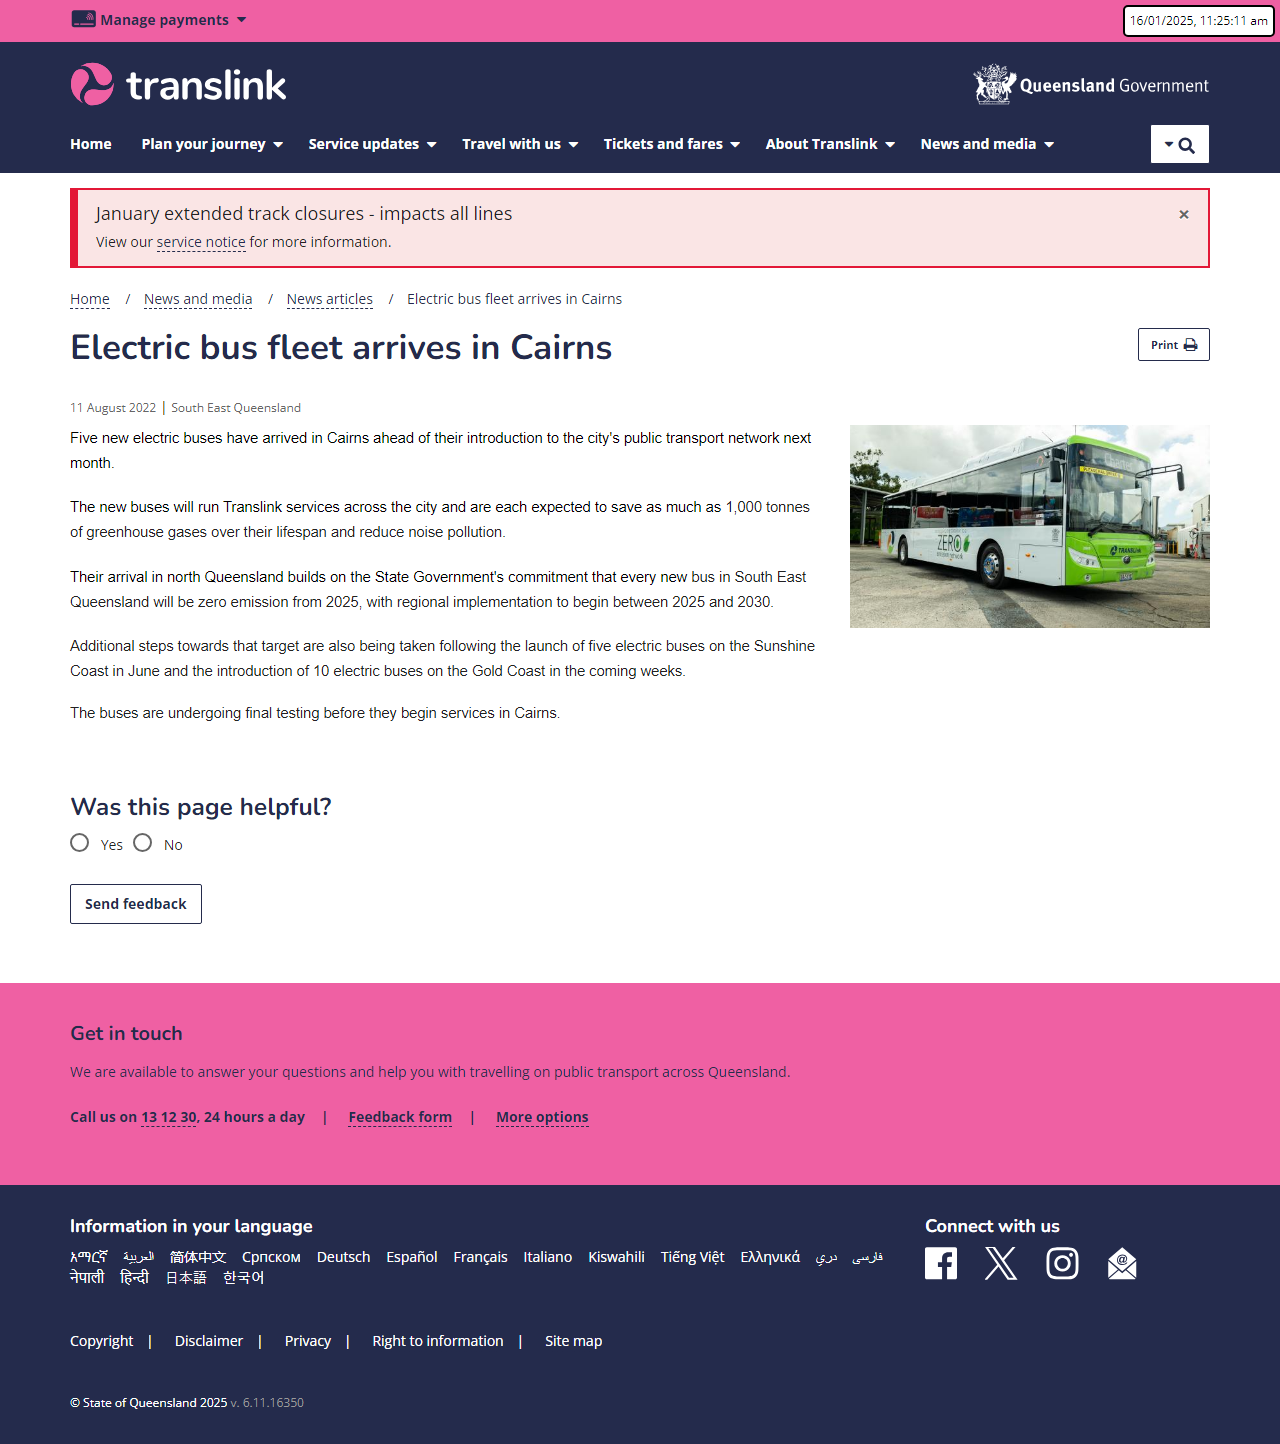 Manage payments
16/01/2025, 11:25:11 am
translink
Queensland Government
Home Plan your journey Service updates Travel with us Tickets and fares About Translink News and media
January extended track closures - impacts all lines ×
View our service notice for more information.
Home / News and media / News articles / Electric bus fleet arrives in Cairns
Electric bus fleet arrives in Cairns
Print
11 August 2022 | South East Queensland
Five new electric buses have arrived in Cairns ahead of their introduction to the city's public transport network next
month.
The new buses will run Translink services across the city and are each expected to save as much as 1,000 tonnes
of greenhouse gases over their lifespan and reduce noise pollution.
Their arrival in north Queensland builds on the State Government's commitment that every new bus in South East
Queensland will be zero emission from 2025, with regional implementation to begin between 2025 and 2030.
Additional steps towards that target are also being taken following the launch of five electric buses on the Sunshine
Coast in June and the introduction of 10 electric buses on the Gold Coast in the coming weeks.
The buses are undergoing final testing before they begin services in Cairns.
ZERO
TRANSLINK
Was this page helpful?
Yes No
Send feedback
Get in touch
We are available to answer your questions and help you with travelling on public transport across Queensland.
Call us on 13 12 30, 24 hours a day | Feedback form | More options
Information in your language
አማርኛ العربية 简体中文 Српском Deutsch Español Français Italiano Kiswahili Tiếng Việt Ελληνικά دری فارسی
नेपाली हिन्दी 日本語 한국어
Connect with us
Copyright | Disclaimer | Privacy | Right to information | Site map
© State of Queensland 2025 v. 6.11.16350